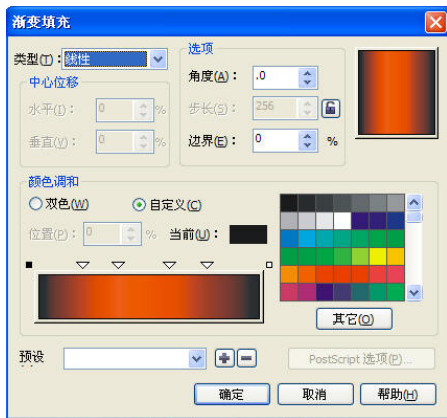 渐变填充
类型(T)：线性
选项
角度(A)： .0
中心位移
水平(I)： 0 %
步长(S)： 256
垂直(V)： 0 %
边界(E)： 0 %
颜色调和
双色(W) 自定义(C)
位置(P)： 0 % 当前(U)：
其它(O)
预设
PostScript 选项(P)...
确定 取消 帮助(H)